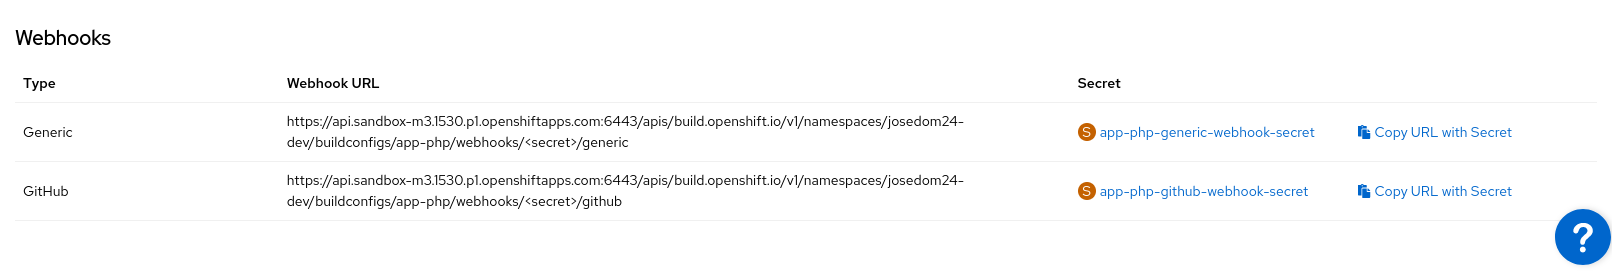 Webhooks
Type Webhook URL Secret
https://api.sandbox-m3.1530.p1.openshiftapps.com:6443/apis/build.openshift.io/v1/namespaces/josedom24-
Generic S app-php-generic-webhook-secret Copy URL with Secret
dev/buildconfigs/app-php/webhooks/<secret>/generic
https://api.sandbox-m3.1530.p1.openshiftapps.com:6443/apis/build.openshift.io/v1/namespaces/josedom24-
GitHub S app-php-github-webhook-secret Copy URL with Secret
dev/buildconfigs/app-php/webhooks/<secret>/github
?